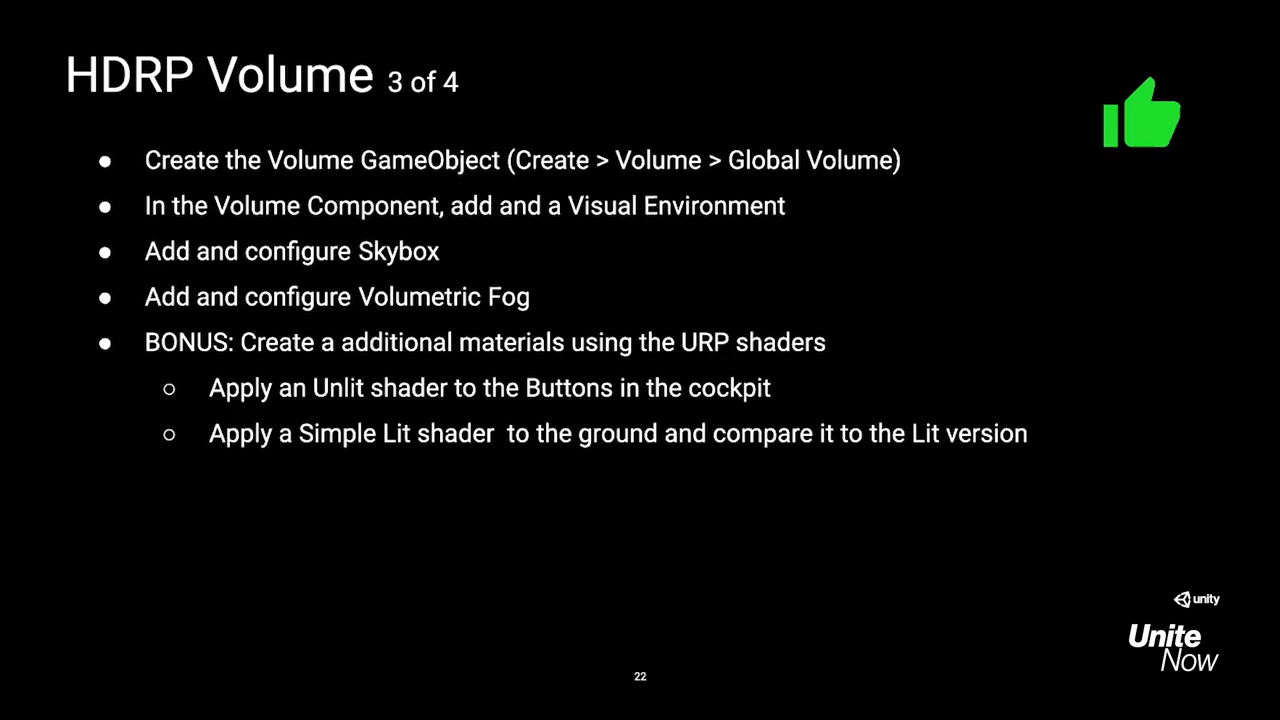 HDRP Volume 3 of 4
● Create the Volume GameObject (Create > Volume > Global Volume)
● In the Volume Component, add and a Visual Environment
● Add and configure Skybox
● Add and configure Volumetric Fog
● BONUS: Create a additional materials using the URP shaders
○ Apply an Unlit shader to the Buttons in the cockpit
○ Apply a Simple Lit shader to the ground and compare it to the Lit version
unity
Unite
Now
22